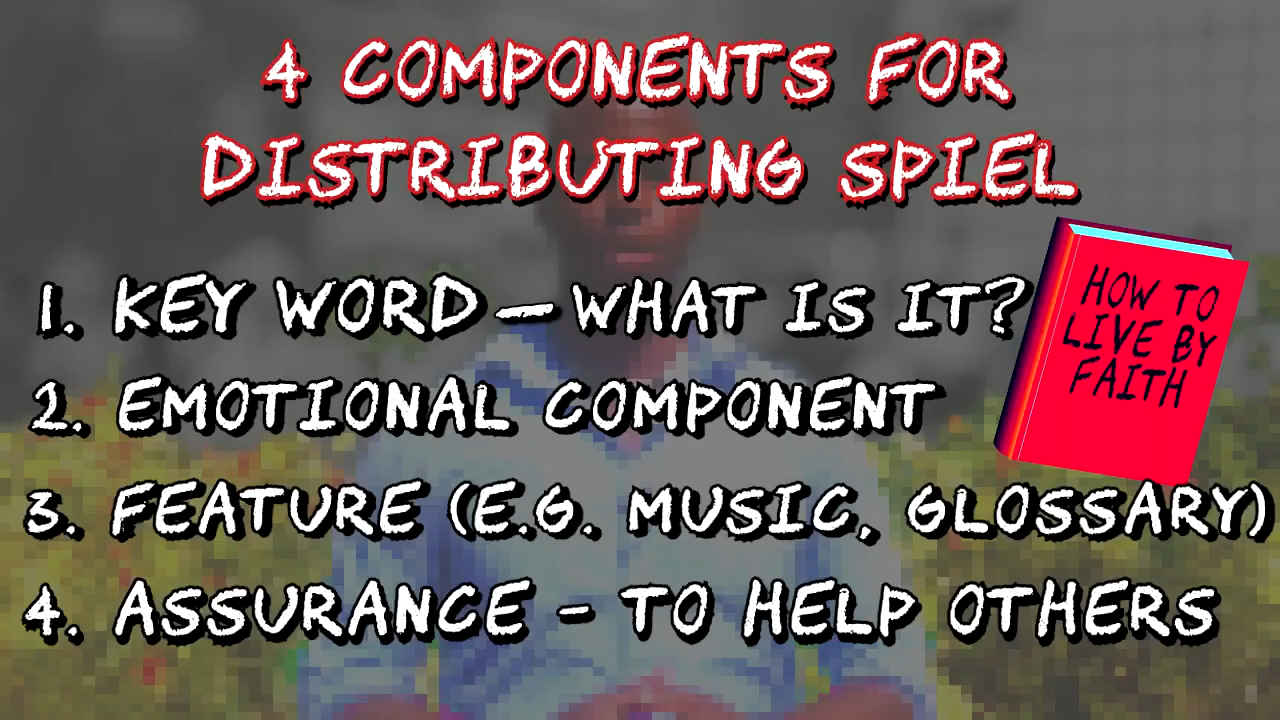 4 COMPONENTS FOR
DISTRIBUTING SPIEL
1. KEY WORD – WHAT IS IT?
HOW TO
LIVE BY
FAITH
2. EMOTIONAL COMPONENT
3. FEATURE (E.G. MUSIC, GLOSSARY)
4. ASSURANCE - TO HELP OTHERS